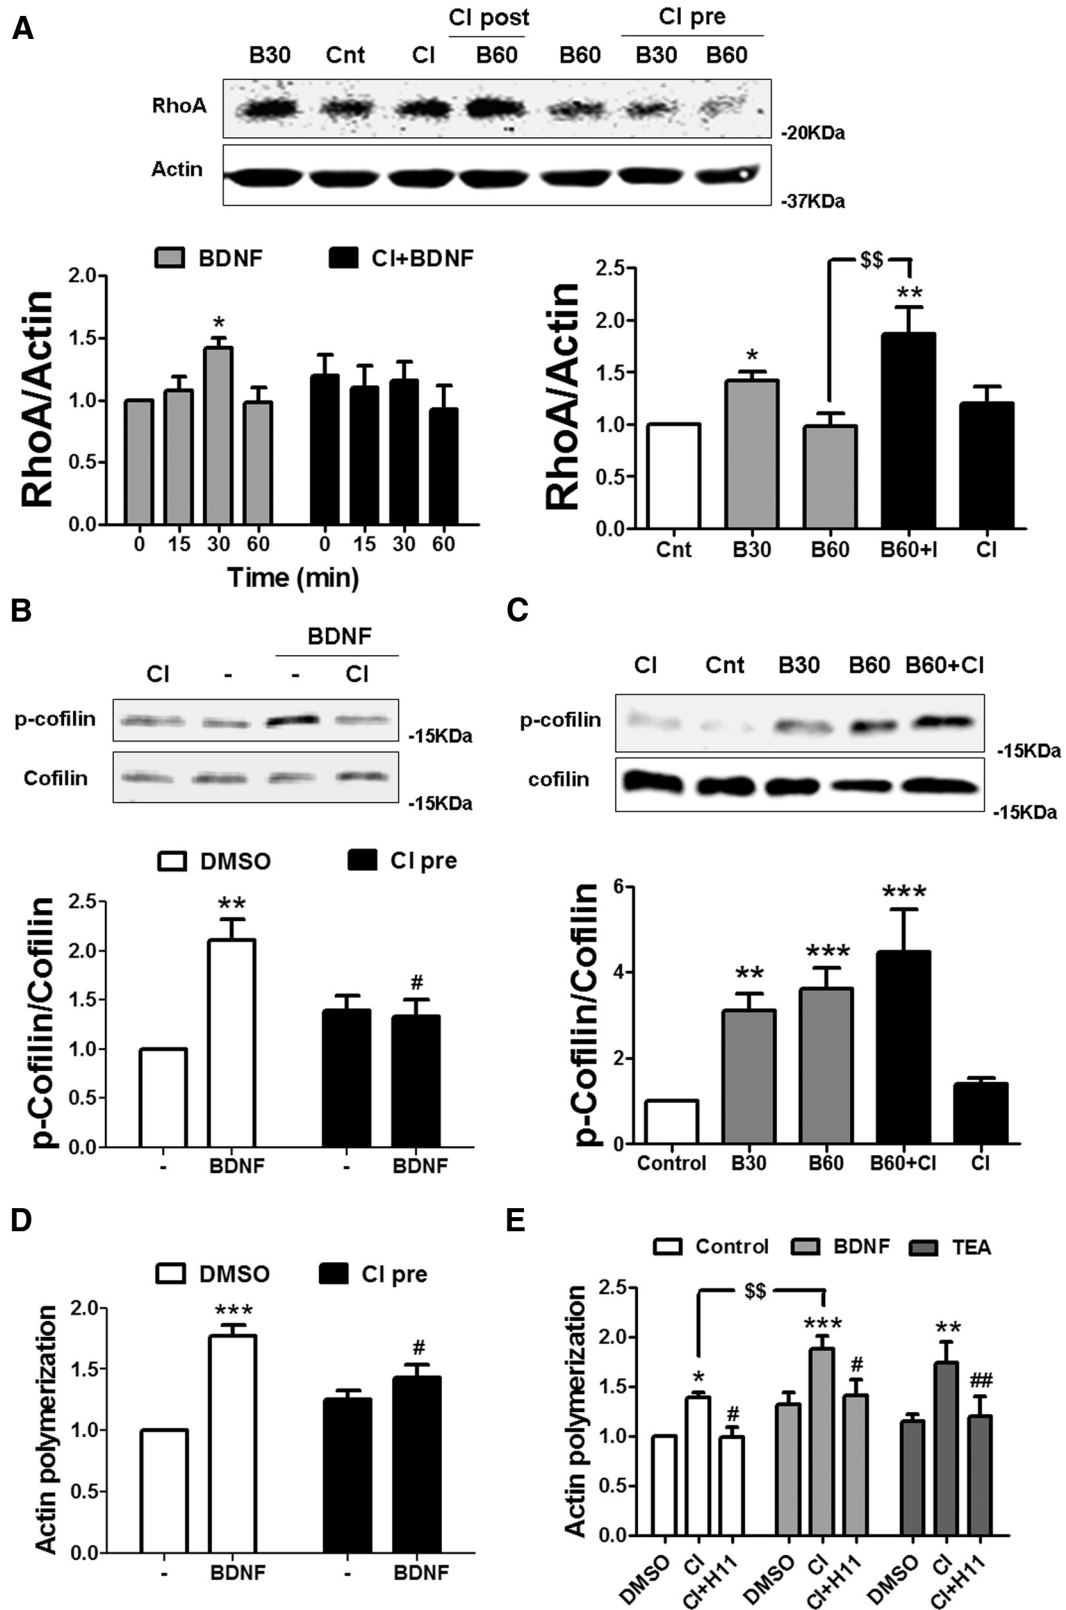 A
CI post
CI pre
B30 Cnt CI B60 B60 B30 B60
RhoA
-20KDa
Actin
-37KDa
BDNF CI+BDNF
RhoA/Actin
2.0
1.5
1.0
0.5
0.0
*
0 15 30 60 0 15 30 60
Time (min)
RhoA/Actin
2.5
2.0
1.5
1.0
0.5
0.0
$$
*
**
Cnt B30 B60 B60+I CI
B
BDNF
CI - - CI
p-cofilin
-15KDa
Cofilin
-15KDa
DMSO CI pre
p-Cofilin/Cofilin
2.5
2.0
1.5
1.0
0.5
0.0
**
#
- BDNF - BDNF
C
CI Cnt B30 B60 B60+CI
p-cofilin
-15KDa
cofilin
-15KDa
p-Cofilin/Cofilin
6
4
2
0
**
***
***
Control B30 B60 B60+CI CI
D
DMSO CI pre
Actin polymerization
2.0
1.5
1.0
0.5
0.0
***
#
- BDNF - BDNF
E
Control BDNF TEA
Actin polymerization
2.5
2.0
1.5
1.0
0.5
0.0
$$
*
#
***
#
**
##
DMSO CI CI+H11 DMSO CI CI+H11 DMSO CI CI+H11